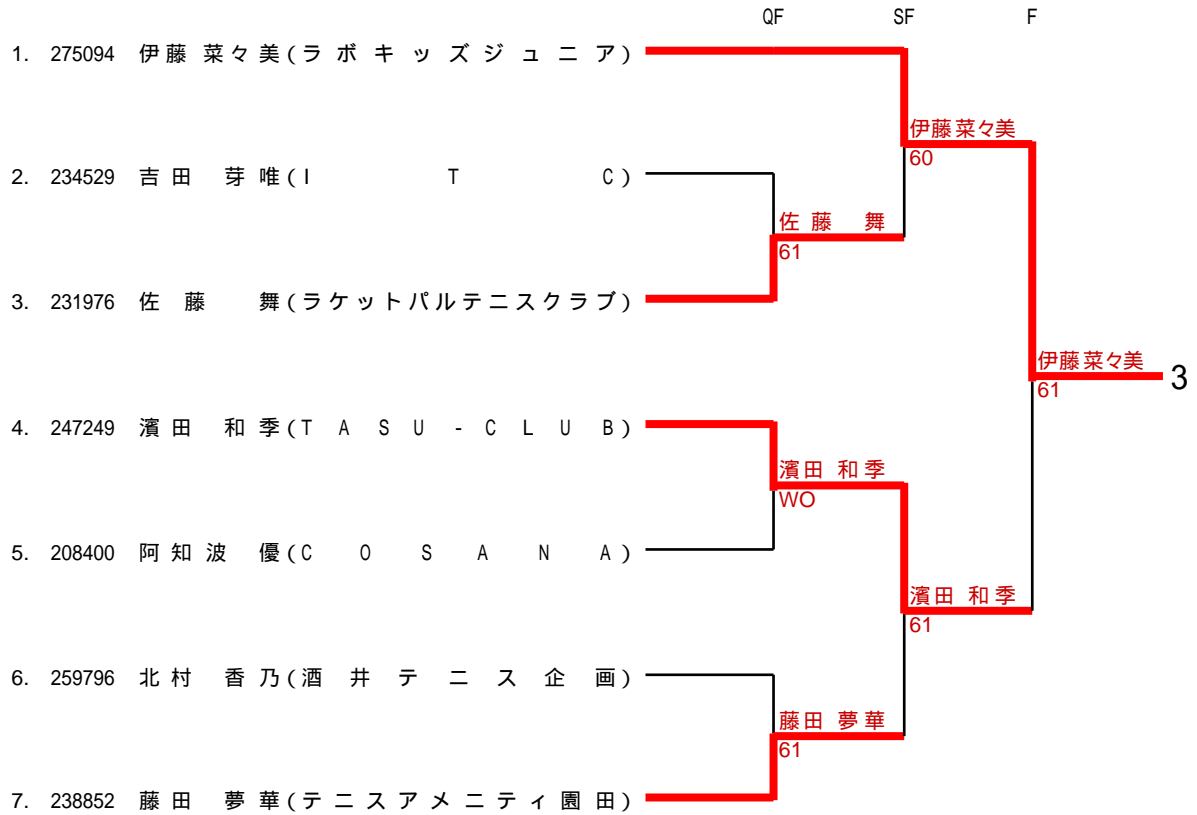 QF SF F
1. 275094 伊藤 菜々美(ラボキッズジュニア)
伊藤菜々美
60
2. 234529 吉田 芽唯(ITC)
佐藤 舞
61
3. 231976 佐藤 舞(ラケットパルテニスクラブ)
伊藤菜々美
61
3
4. 247249 濱田 和季(TASU-CLUB)
濱田 和季
WO
5. 208400 阿知波 優(COSANA)
濱田 和季
61
6. 259796 北村 香乃(酒井テニス企画)
藤田 夢華
61
7. 238852 藤田 夢華(テニスアメニティ園田)